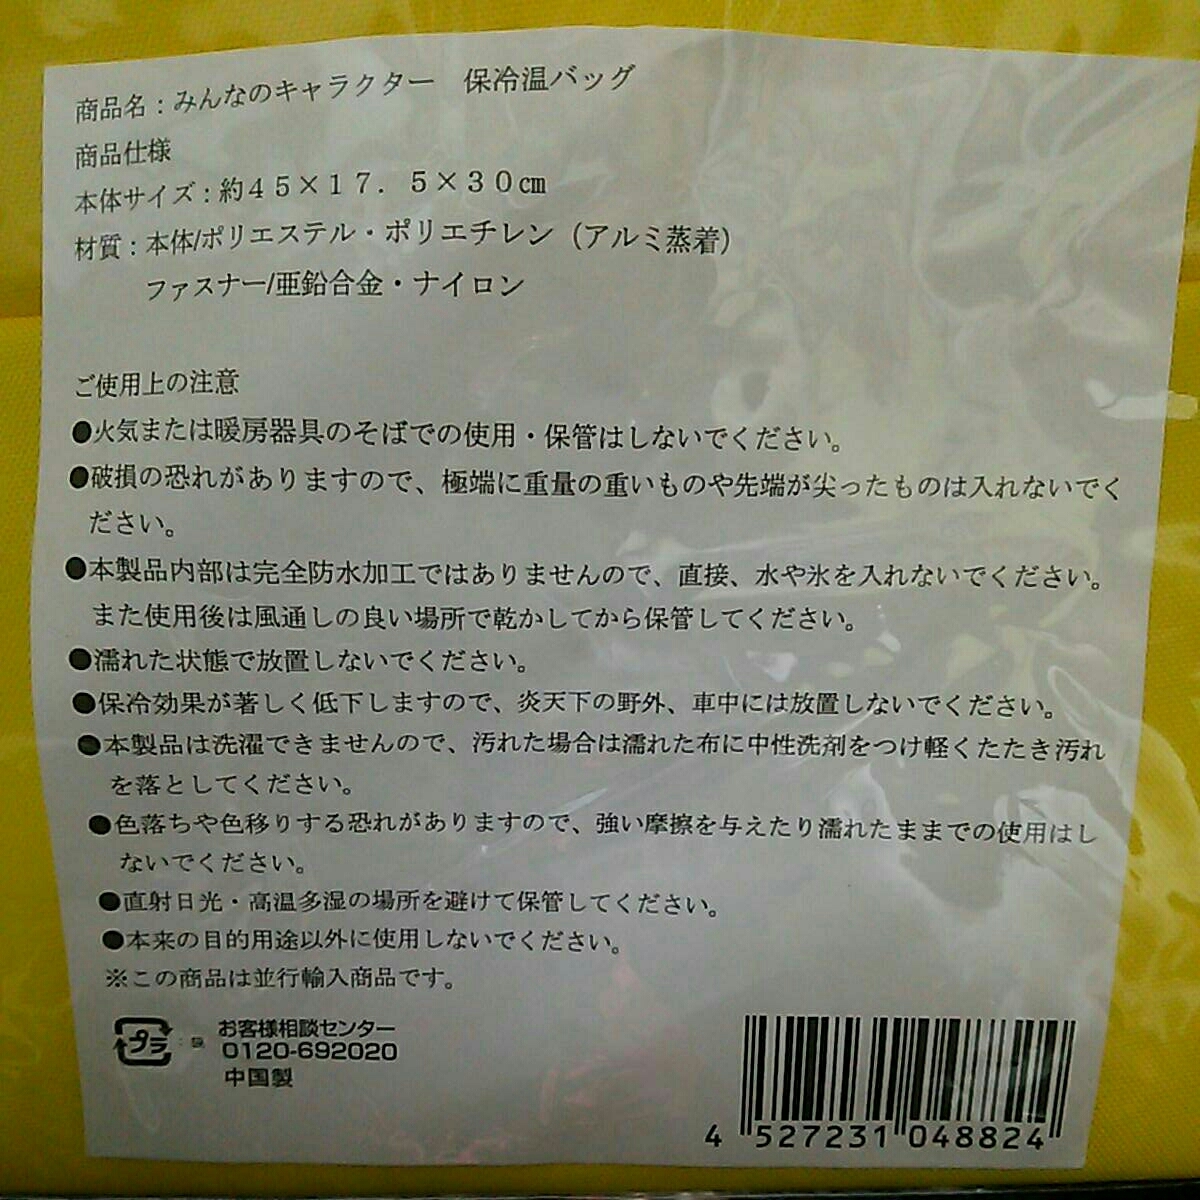 商品名：みんなのキャラクター　保冷温バッグ
商品仕様
本体サイズ：約４５×１７．５×３０㎝
材質：本体/ポリエステル・ポリエチレン（アルミ蒸着）
ファスナー/亜鉛合金・ナイロン
ご使用上の注意
●火気または暖房器具のそばでの使用・保管はしないでください。
●破損の恐れがありますので、極端に重量の重いものや先端が尖ったものは入れないでく
ださい。
●本製品内部は完全防水加工ではありませんので、直接、水や氷を入れないでください。
また使用後は風通しの良い場所で乾かしてから保管してください。
●濡れた状態で放置しないでください。
●保冷効果が著しく低下しますので、炎天下の野外、車中には放置しないでください。
●本製品は洗濯できませんので、汚れた場合は濡れた布に中性洗剤をつけ軽くたたき汚れ
を落としてください。
●色落ちや色移りする恐れがありますので、強い摩擦を与えたり濡れたままでの使用はし
ないでください。
●直射日光・高温多湿の場所を避けて保管してください。
●本来の目的用途以外に使用しないでください。
※この商品は並行輸入商品です。
プラ
お客様相談センター
0120-692020
中国製
4 527231 048824